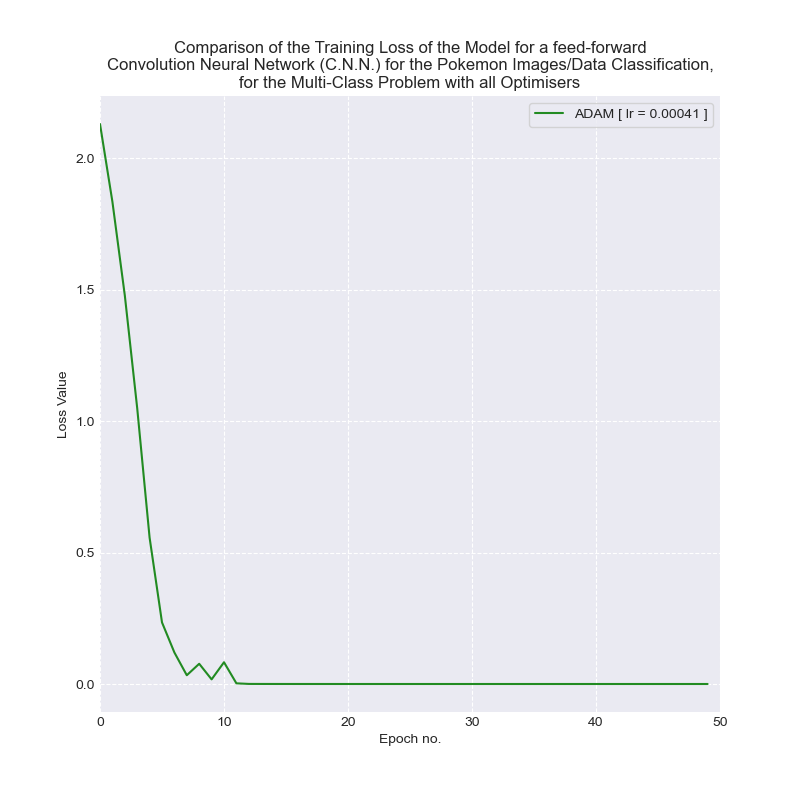 Comparison of the Training Loss of the Model for a feed-forward
Convolution Neural Network (C.N.N.) for the Pokemon Images/Data Classification,
for the Multi-Class Problem with all Optimisers
ADAM [ lr = 0.00041 ]
2.0
1.5
1.0
0.5
0.0
Loss Value
0 10 20 30 40 50
Epoch no.